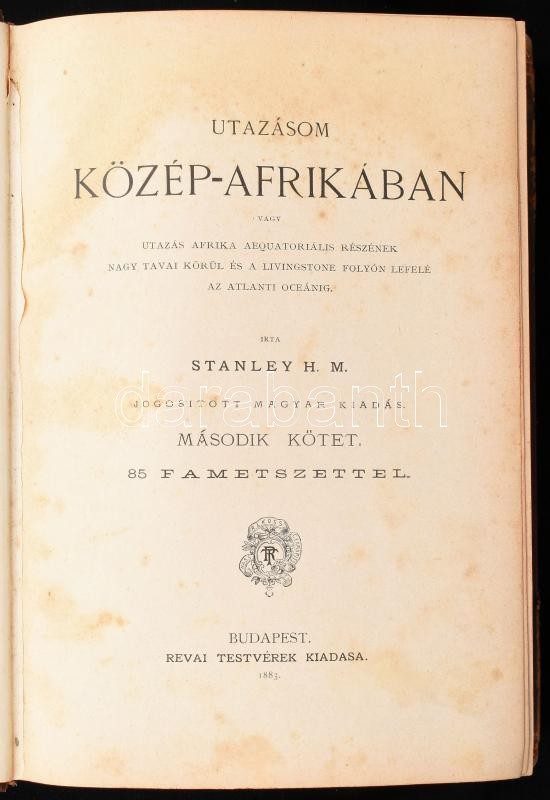 UTAZÁSOM
KÖZÉP-AFRIKÁBAN
VAGY
UTAZÁS AFRIKA AEQUATORIÁLIS RÉSZÉNEK
NAGY TAVAI KÖRÜL ÉS A LIVINGSTONE FOLYÓN LEFELÉ
AZ ATLANTI OCEÁNIG.
IRTA
STANLEY H. M.
darabanth
JOGOSITOTT MAGYAR KIADÁS.
MÁSODIK KÖTET.
85 FAMETSZETTEL.
BUDAPEST.
REVAI TESTVÉREK KIADASA.
1883.